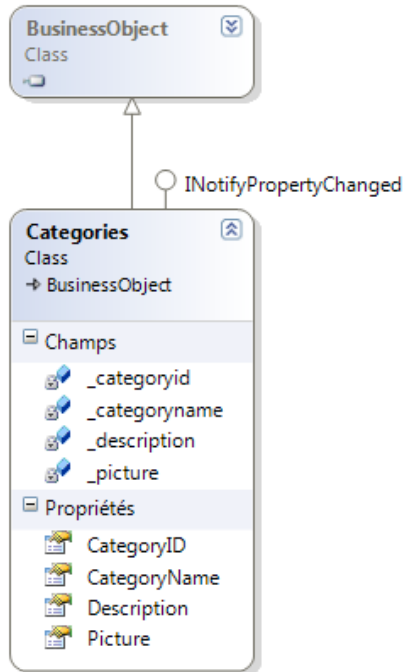 BusinessObject
Class
INotifyPropertyChanged
Categories
Class
BusinessObject
Champs
_categoryid
_categoryname
_description
_picture
Propriétés
CategoryID
CategoryName
Description
Picture